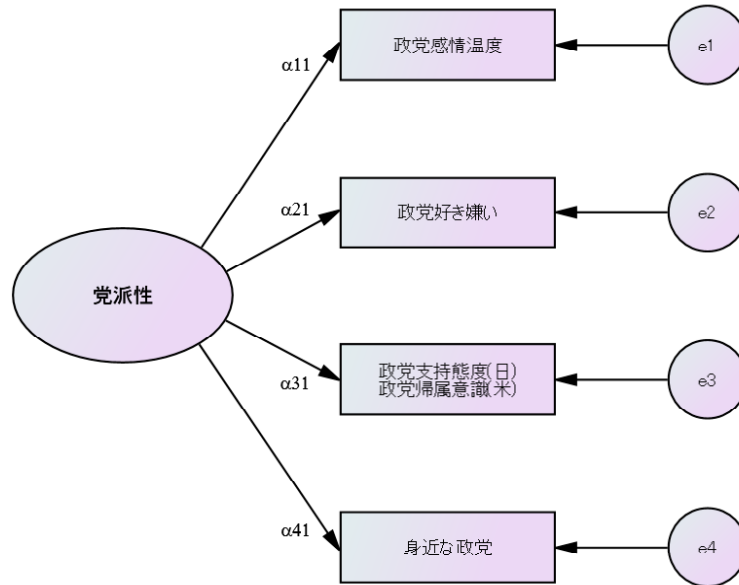 政党感情温度
e1
α11
政党好き嫌い
e2
α21
党派性
政党支持態度(日)
政党帰属意識(米)
e3
α31
身近な政党
e4
α41